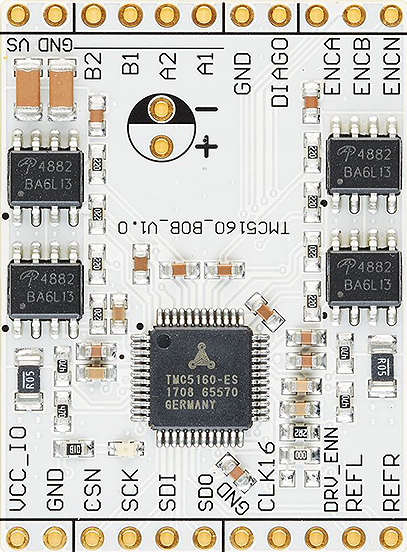 GND VS
B2
B1
A2
A1
GND
DIAG0
ENCA
ENCB
ENCN
4882
BA6L13
4882
BA6L13
4882
BA6L13
4882
BA6L13
-
+
TMC5160_BOB_V1.0
R05
R05
TMC5160-ES
1708 65570
GERMANY
VCC_IO
GND
CSN
SCK
SDI
SDO
GND
CLK16
DRV_ENN
REFL
REFR